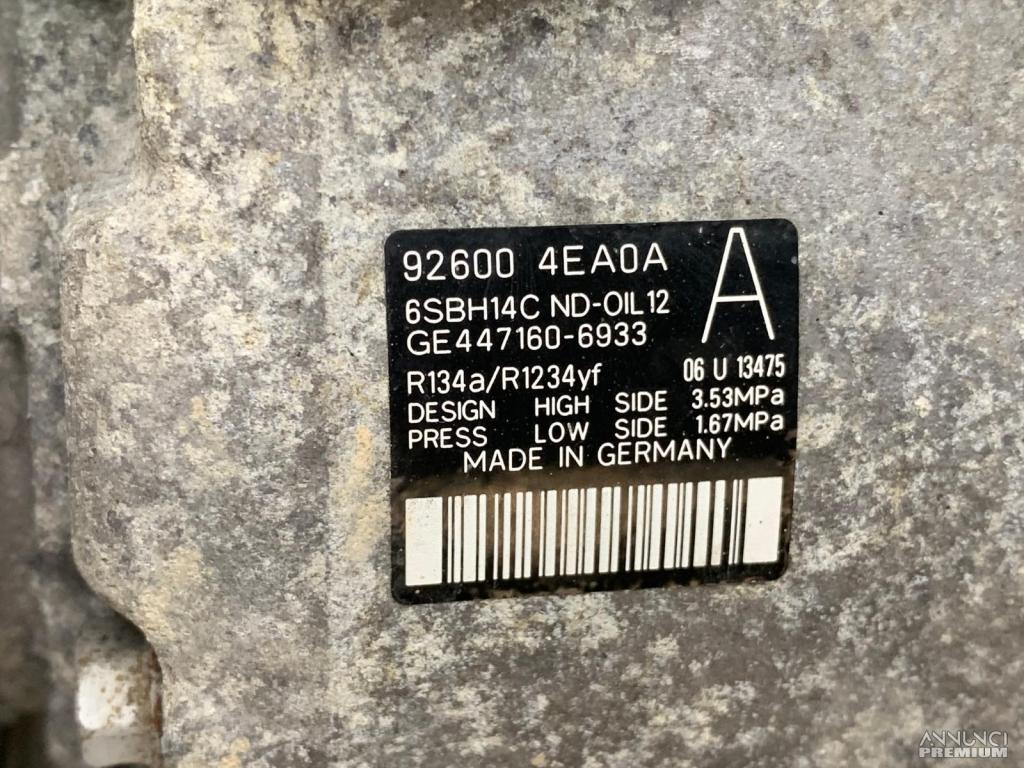 92600 4EA0A
A
6SBH14C ND-OIL12
GE447160-6933
06 U 13475
R134a/R1234yf
DESIGN HIGH SIDE 3.53MPa
PRESS LOW SIDE 1.67MPa
MADE IN GERMANY
ANNUNCI
PREMIUM